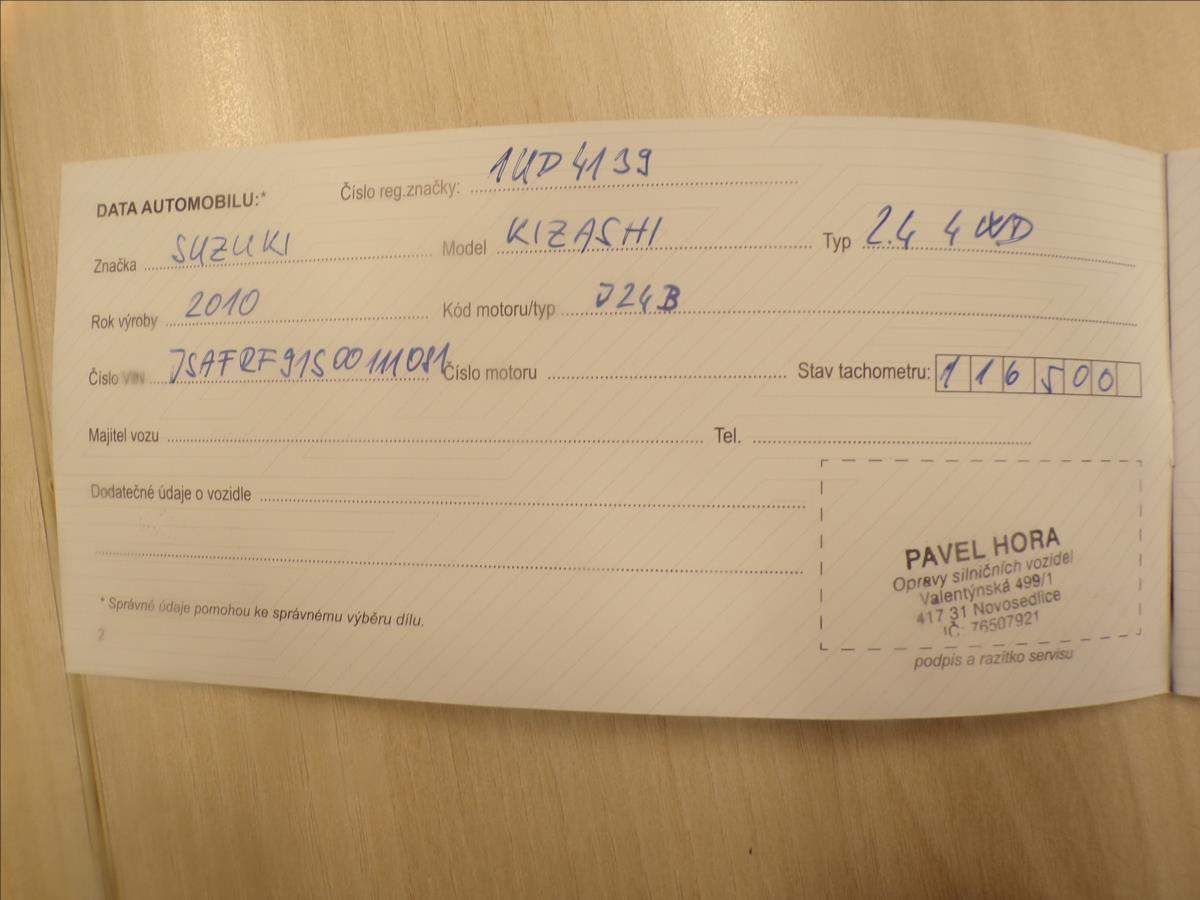 DATA AUTOMOBILU:* Číslo reg.značky: 1UD 4139
Značka SUZUKI Model KIZASHI Typ 2.4 4WD
Rok výroby 2010 Kód motoru/typ J24B
Číslo VIN JSAFRF91S00111081 Číslo motoru Stav tachometru: 116500
Majitel vozu Tel.
Dodatečné údaje o vozidle
PAVEL HORA
Opravy silničních vozidel
Valentýnská 499/1
417 31 Novosedlice
IČ: 76507921
* Správné údaje pomohou ke správnému výběru dílu.
2
podpis a razítko servisu